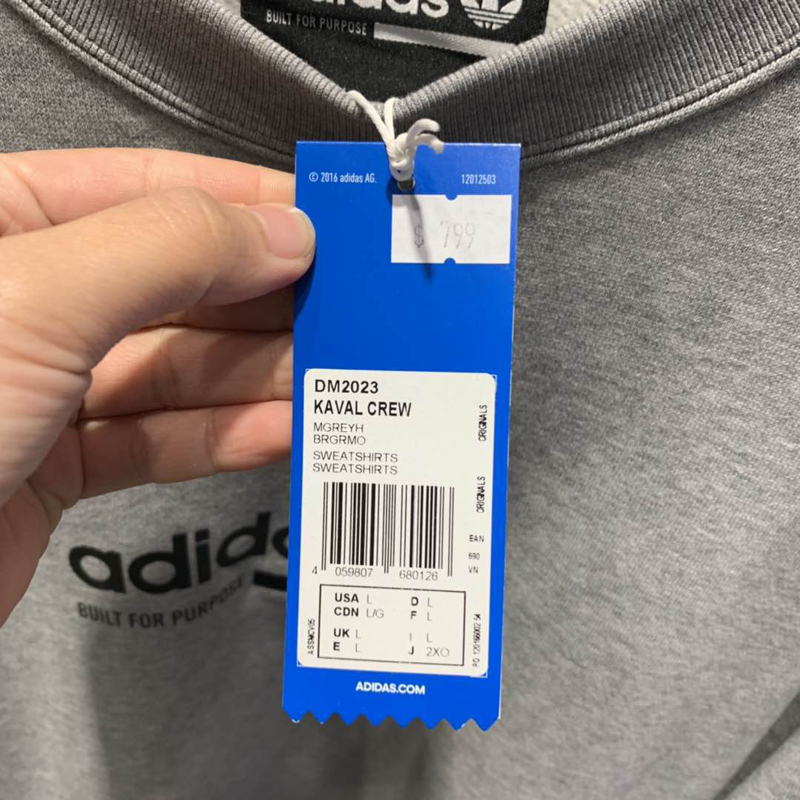 adidas
BUILT FOR PURPOSE
© 2016 adidas AG.
12012503
$ 799
DM2023
KAVAL CREW
MGREYH
BRGRMO
SWEATSHIRTS
SWEATSHIRTS
ORIGINALS
ORIGINALS
EAN
690
VN
4 059807 680126
USA L D L
CDN L/G F L
UK L I L
E L J 2XO
ADIDAS.COM
adidas
BUILT FOR PURPOSE